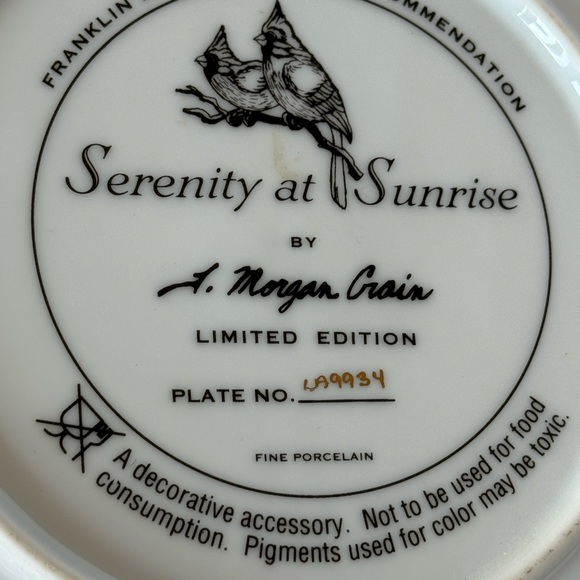 FRANKLIN
MMENDATION
Serenity at Sunrise
BY
T. Morgan Crain
LIMITED EDITION
PLATE NO. LA9934
FINE PORCELAIN
A decorative accessory. Not to be used for food
consumption. Pigments used for color may be toxic.